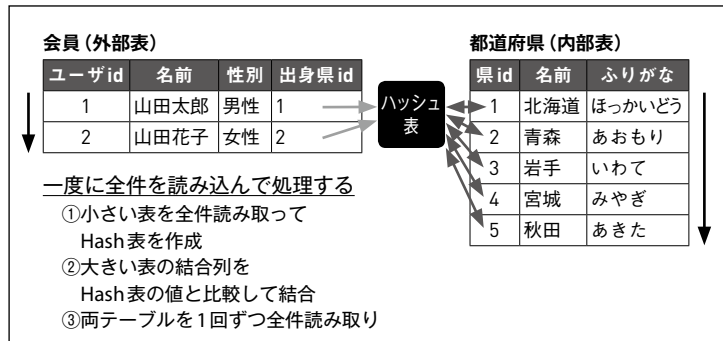 会員（外部表）
ユーザid 名前 性別 出身県id
1 山田太郎 男性 1
2 山田花子 女性 2
ハッシュ
表
都道府県（内部表）
県id 名前 ふりがな
1 北海道 ほっかいどう
2 青森 あおもり
3 岩手 いわて
4 宮城 みやぎ
5 秋田 あきた
一度に全件を読み込んで処理する
①小さい表を全件読み取って
Hash表を作成
②大きい表の結合列を
Hash表の値と比較して結合
③両テーブルを1回ずつ全件読み取り